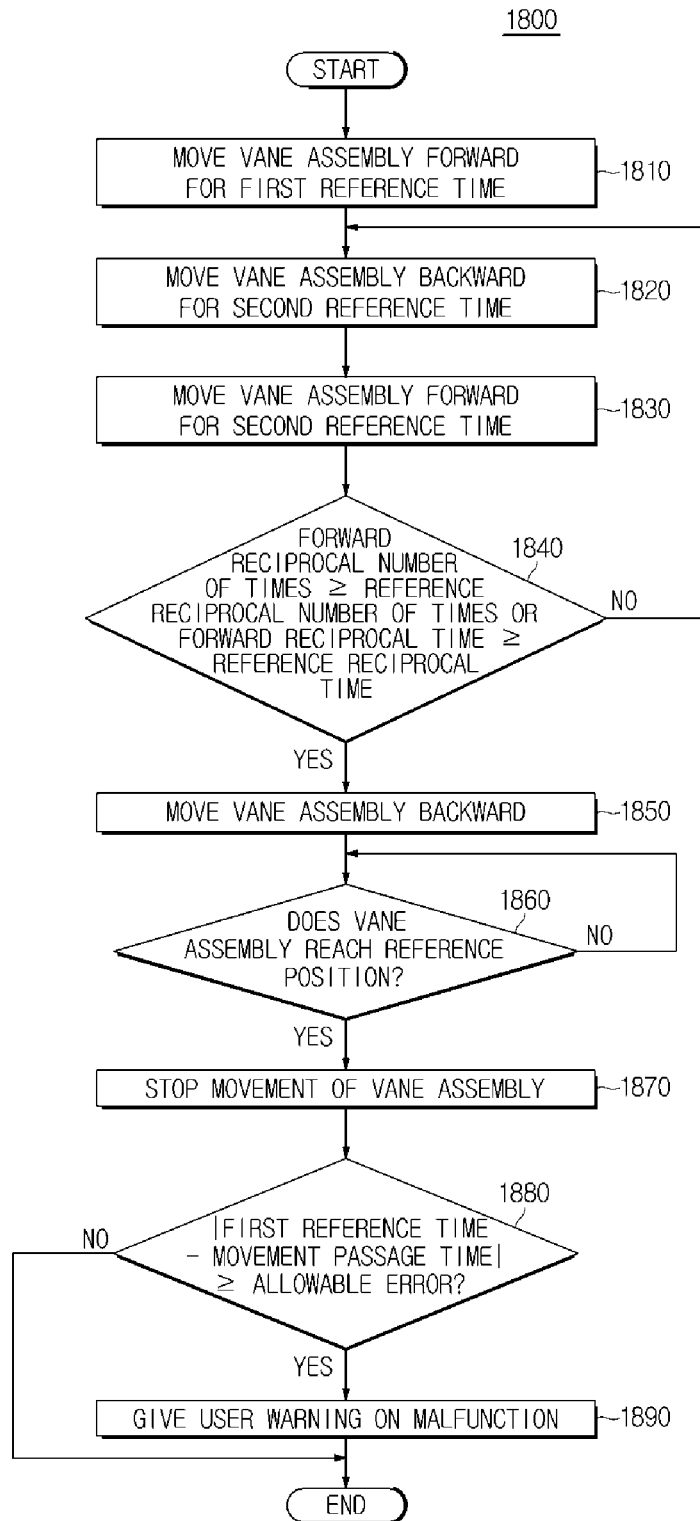 1800
START
MOVE VANE ASSEMBLY FORWARD
FOR FIRST REFERENCE TIME
1810
MOVE VANE ASSEMBLY BACKWARD
FOR SECOND REFERENCE TIME
1820
MOVE VANE ASSEMBLY FORWARD
FOR SECOND REFERENCE TIME
1830
FORWARD
RECIPROCAL NUMBER
OF TIMES ≥ REFERENCE
RECIPROCAL NUMBER OF TIMES OR
FORWARD RECIPROCAL TIME ≥
REFERENCE RECIPROCAL
TIME
1840
NO
YES
MOVE VANE ASSEMBLY BACKWARD
1850
DOES VANE
ASSEMBLY REACH REFERENCE
POSITION?
1860
NO
YES
STOP MOVEMENT OF VANE ASSEMBLY
1870
|FIRST REFERENCE TIME
- MOVEMENT PASSAGE TIME|
≥ ALLOWABLE ERROR?
1880
NO
YES
GIVE USER WARNING ON MALFUNCTION
1890
END